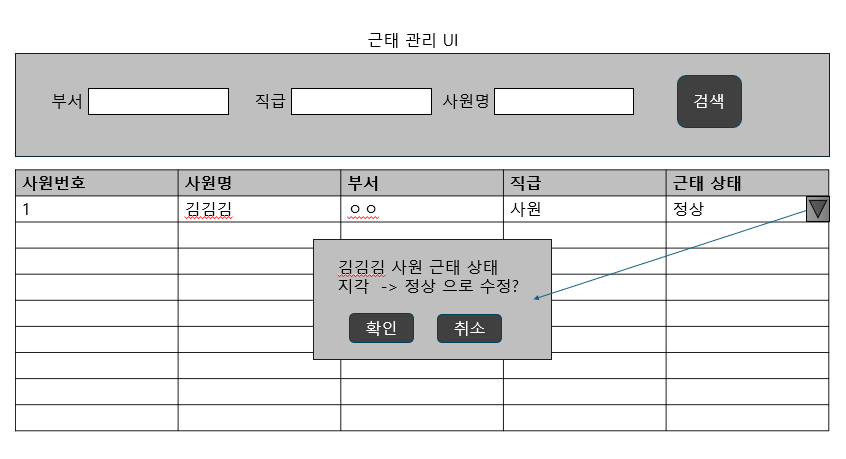 근태 관리 UI
부서 직급 사원명 검색
사원번호 사원명 부서 직급 근태 상태
1 김김김 ㅇㅇ 사원 정상
김김김 사원 근태 상태
지각 -> 정상 으로 수정?
확인 취소